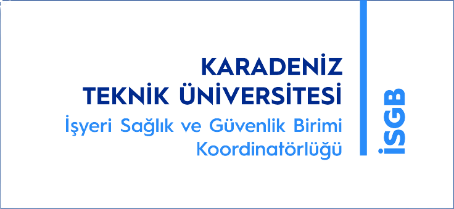 KARADENİZ
TEKNİK ÜNİVERSİTESİ
İşyeri Sağlık ve Güvenlik Birimi
Koordinatörlüğü
İSGB